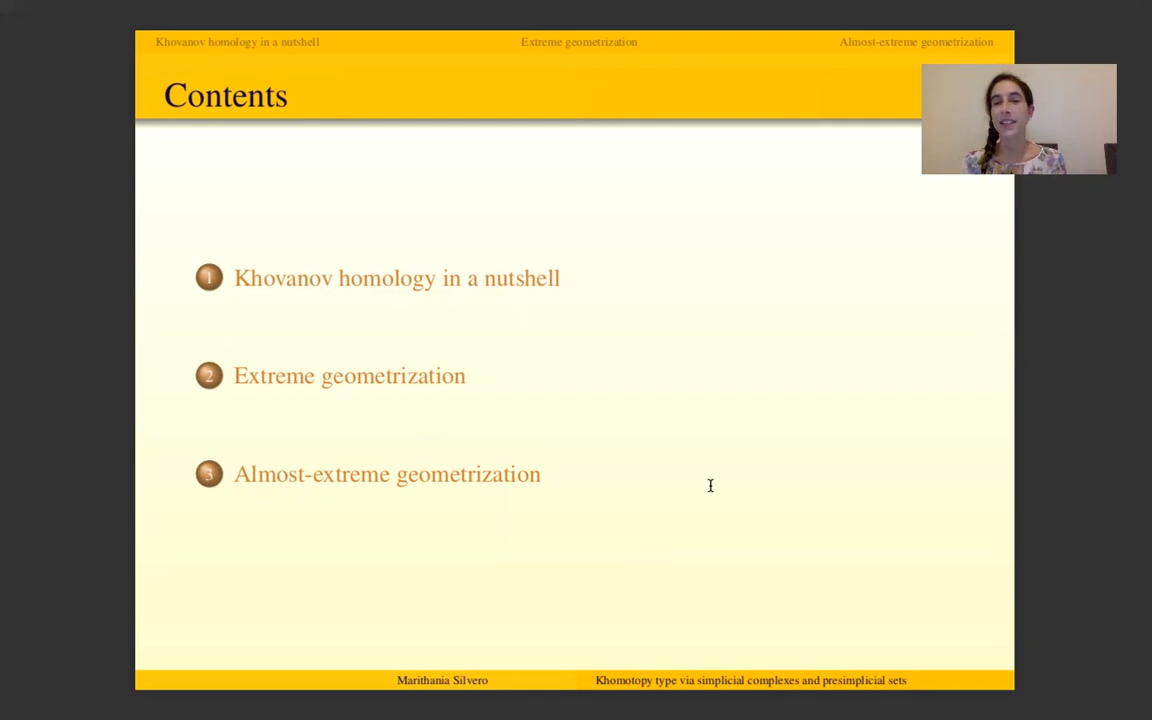 Khovanov homology in a nutshell
Extreme geometrization
Almost-extreme geometrization
Contents
1 Khovanov homology in a nutshell
2 Extreme geometrization
3 Almost-extreme geometrization
Marithania Silvero
Khomotopy type via simplicial complexes and presimplicial sets